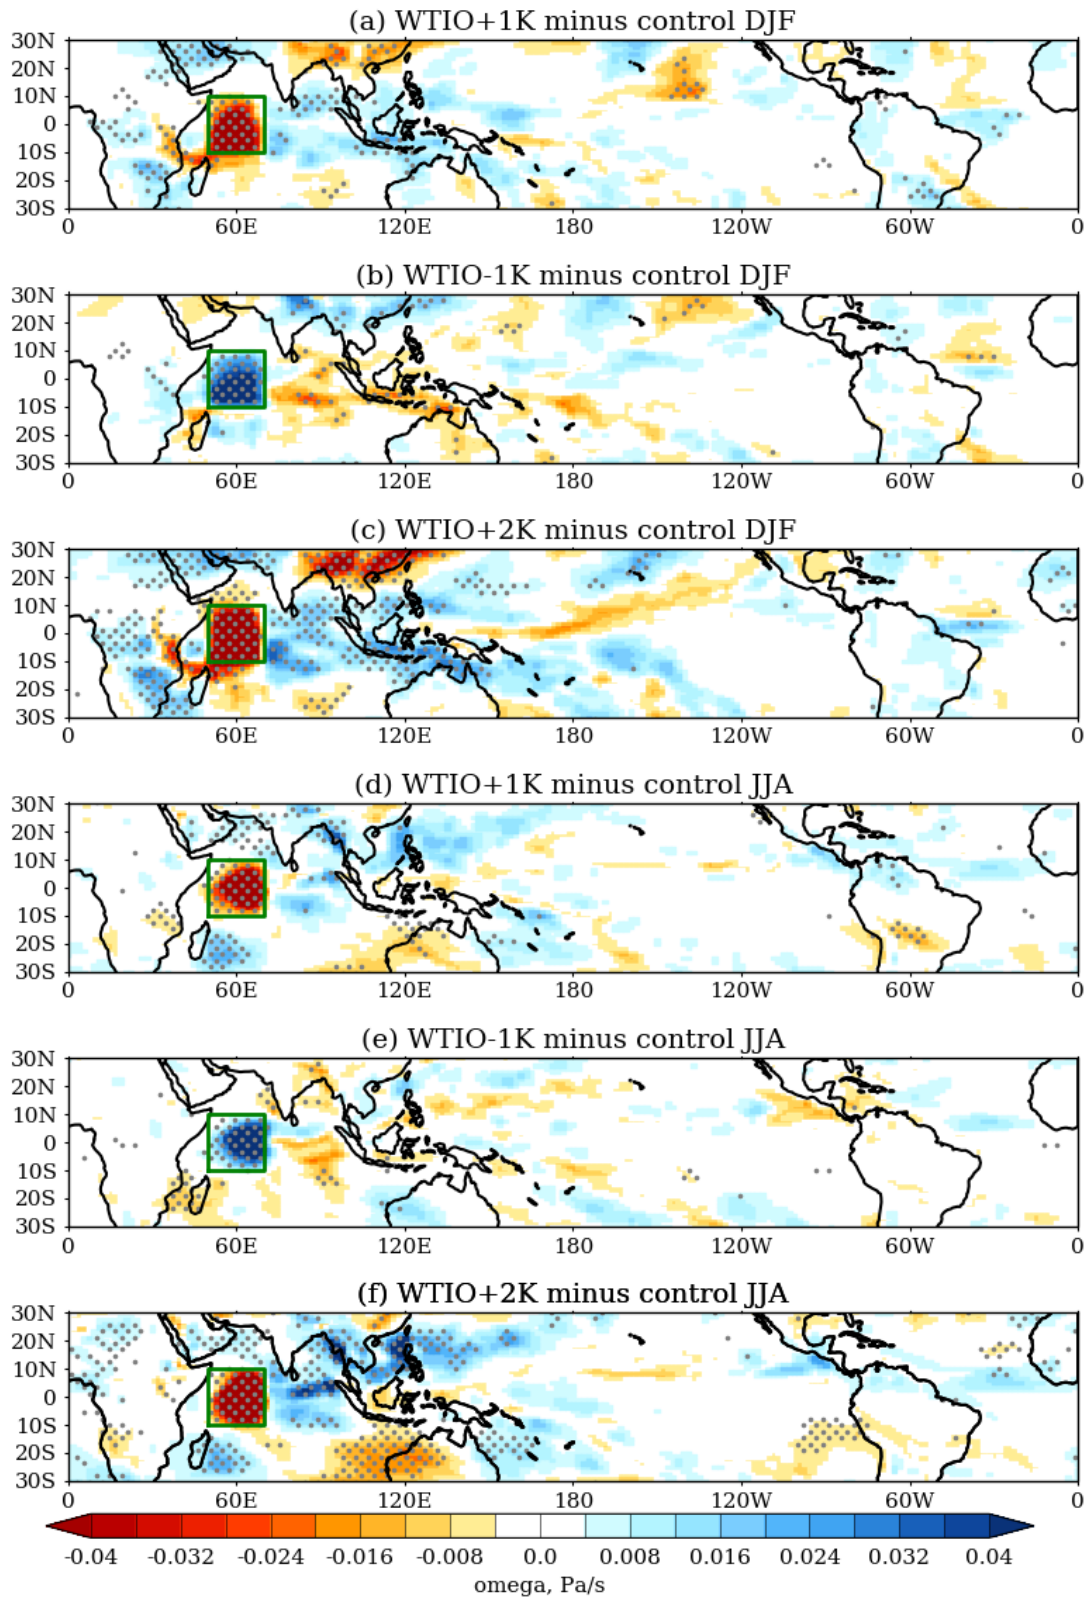 (a) WTIO+1K minus control DJF
30N
20N
10N
0
10S
20S
30S
0 60E 120E 180 120W 60W 0
(b) WTIO-1K minus control DJF
30N
20N
10N
0
10S
20S
30S
0 60E 120E 180 120W 60W 0
(c) WTIO+2K minus control DJF
30N
20N
10N
0
10S
20S
30S
0 60E 120E 180 120W 60W 0
(d) WTIO+1K minus control JJA
30N
20N
10N
0
10S
20S
30S
0 60E 120E 180 120W 60W 0
(e) WTIO-1K minus control JJA
30N
20N
10N
0
10S
20S
30S
0 60E 120E 180 120W 60W 0
(f) WTIO+2K minus control JJA
30N
20N
10N
0
10S
20S
30S
0 60E 120E 180 120W 60W 0
-0.04 -0.032 -0.024 -0.016 -0.008 0.0 0.008 0.016 0.024 0.032 0.04
omega, Pa/s